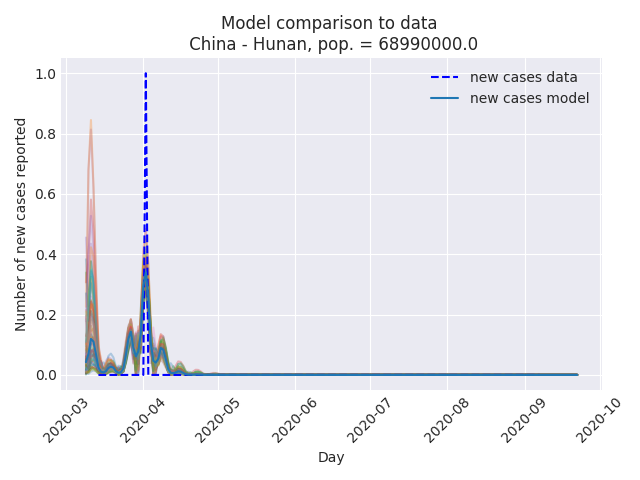 Model comparison to data
China - Hunan, pop. = 68990000.0
new cases data
new cases model
Number of new cases reported
1.0
0.8
0.6
0.4
0.2
0.0
2020-03
2020-04
2020-05
2020-06
2020-07
2020-08
2020-09
2020-10
Day